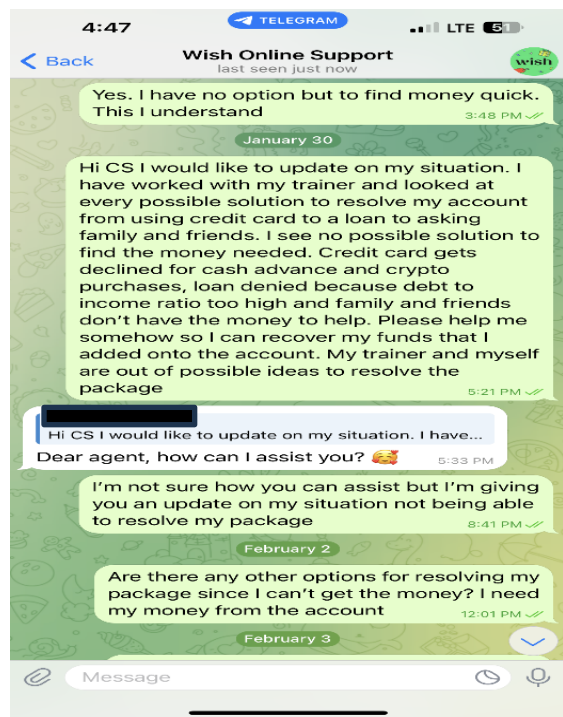 4:47
TELEGRAM
LTE 51
Back
Wish Online Support
last seen just now
wish
Yes. I have no option but to find money quick.
This I understand
3:48 PM
January 30
Hi CS I would like to update on my situation. I
have worked with my trainer and looked at
every possible solution to resolve my account
from using credit card to a loan to asking
family and friends. I see no possible solution to
find the money needed. Credit card gets
declined for cash advance and crypto
purchases, loan denied because debt to
income ratio too high and family and friends
don't have the money to help. Please help me
somehow so I can recover my funds that I
added onto the account. My trainer and myself
are out of possible ideas to resolve the
package
5:21 PM
Hi CS I would like to update on my situation. I have...
Dear agent, how can I assist you? 🥰
5:33 PM
I'm not sure how you can assist but I'm giving
you an update on my situation not being able
to resolve my package
8:41 PM
February 2
Are there any other options for resolving my
package since I can't get the money? I need
my money from the account
12:01 PM
February 3
Message